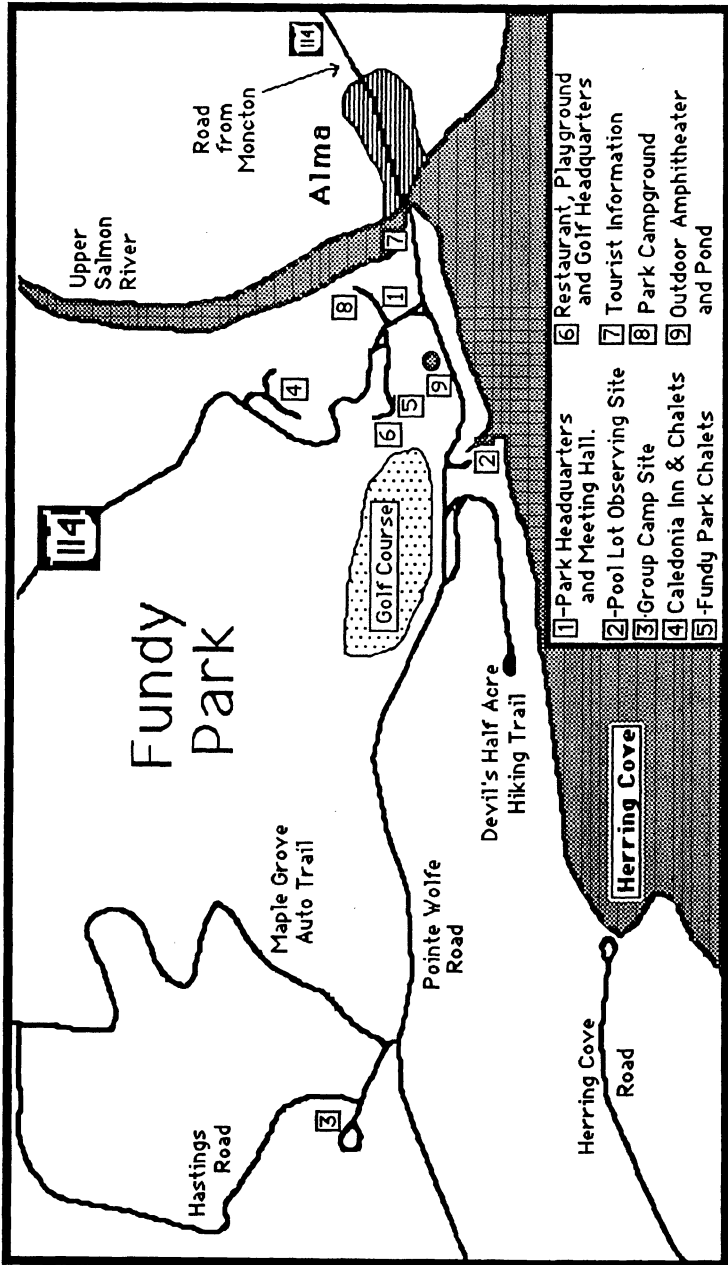 114
Road
from
Moncton
Alma
Upper
Salmon
River
7
8
1
4
9
5
6
2
114
Fundy
Park
Golf Course
Devil's Half Acre
Hiking Trail
Maple Grove
Auto Trail
Pointe Wolfe
Road
Herring Cove
3
Hastings
Road
Herring Cove
Road
1-Park Headquarters
and Meeting Hall.
2-Pool Lot Observing Site
3-Group Camp Site
4 Caledonia Inn & Chalets
5-Fundy Park Chalets
6 Restaurant, Playground
and Golf Headquarters
7 Tourist Information
8 Park Campground
9 Outdoor Amphitheater
and Pond